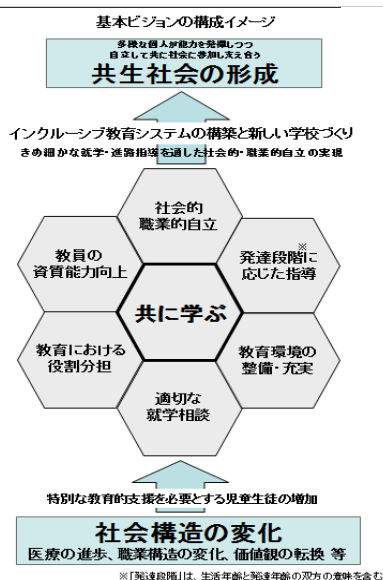 基本ビジョンの構成イメージ
多様な個人が能力を発揮しつつ
自立して共に社会に参加し支え合う
共生社会の形成
インクルーシブ教育システムの構築と新しい学校づくり
きめ細かな就学・進路指導を通した社会的・職業的自立の実現
社会的
職業的自立
教員の
資質能力向上
※
発達段階に
応じた指導
共に学ぶ
教育における
役割分担
教育環境の
整備・充実
適切な
就学相談
特別な教育的支援を必要とする児童生徒の増加
社会構造の変化
医療の進歩、職業構造の変化、価値観の転換 等
※「発達段階」は、生活年齢と発達年齢の双方の意味を含む